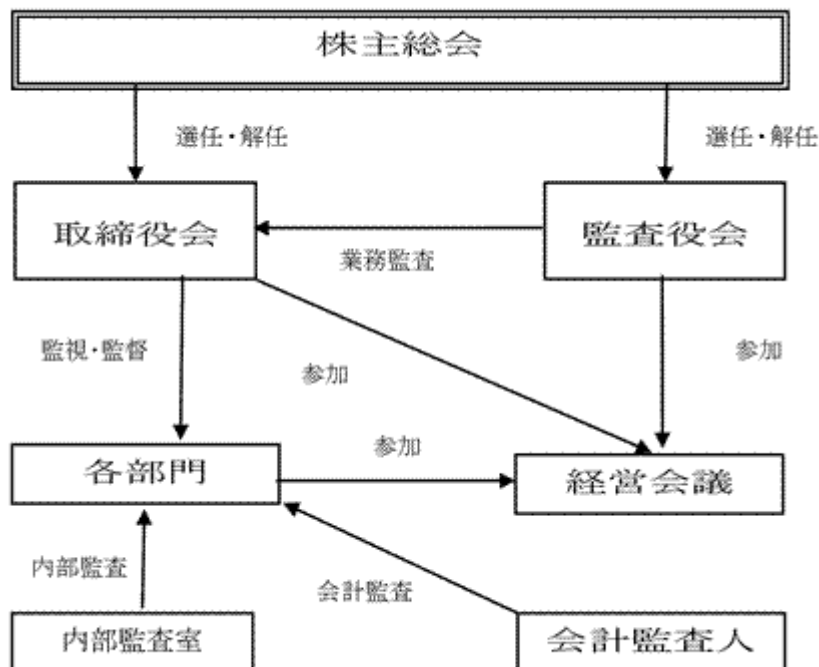 株主総会
選任・解任
選任・解任
取締役会
監査役会
業務監査
監視・監督
参加
参加
参加
各部門
経営会議
内部監査
会計監査
内部監査室
会計監査人